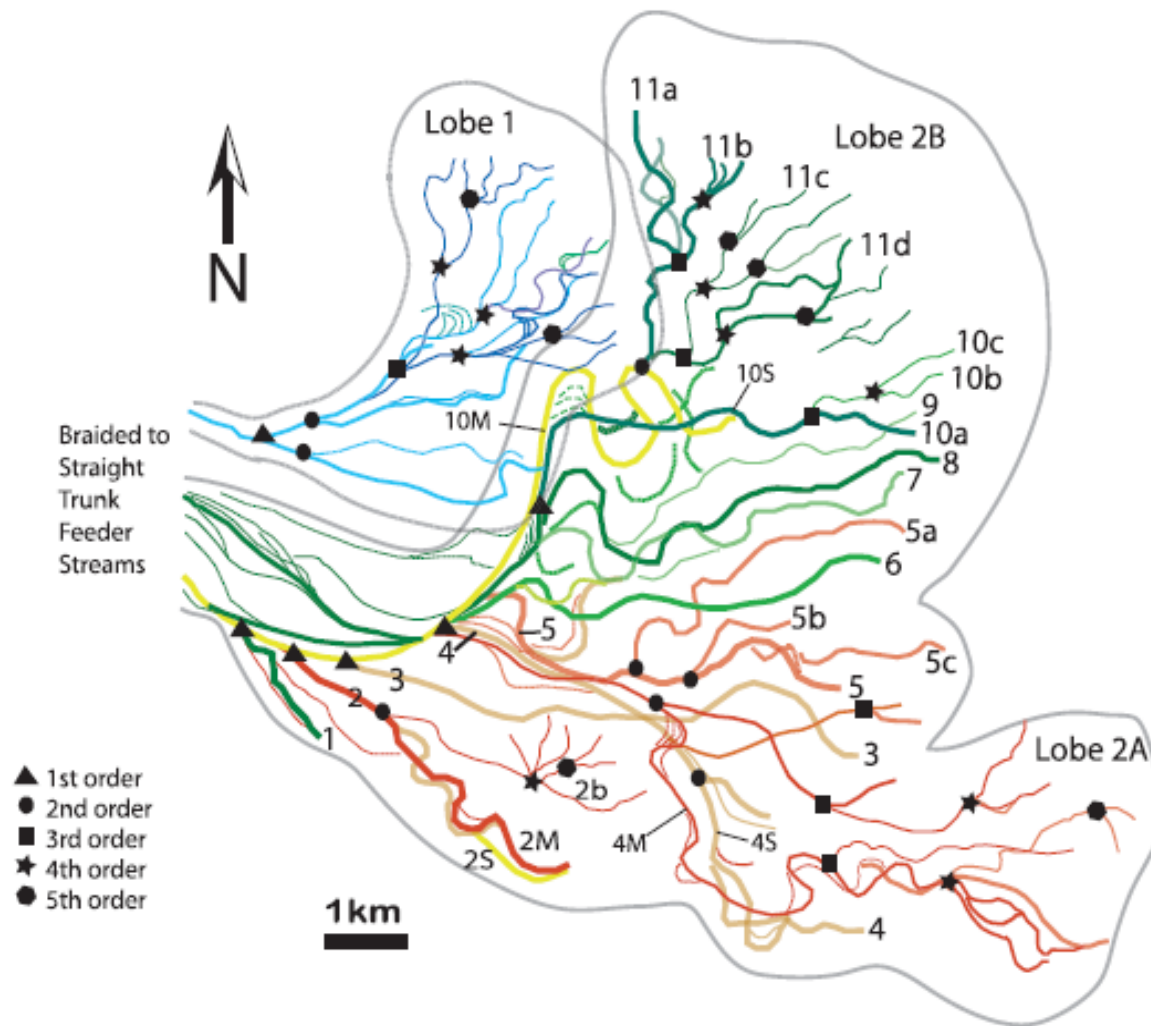 11a
Lobe 1
11b
Lobe 2B
11c
11d
N
10c
10S
10b
10M
9
Braided to
Straight
Trunk
Feeder
Streams
10a
8
7
5a
6
5b
5
4
5c
3
5
2
1
3
Lobe 2A
2b
1st order
2nd order
3rd order
4th order
5th order
2M
4M
4S
2S
1km
4